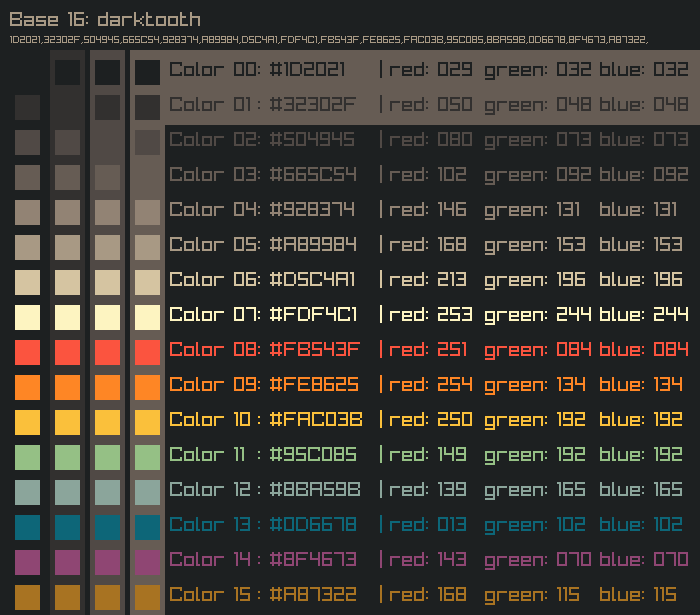 Base 16: darktooth
1D2021,32302F,504945,665C54,928374,A89984,D5C4A1,FDF4C1,FB543F,FE8625,FAC03B,95C085,8BA59B,0D6678,8F4673,A87322,
Color 00: #1D2021 | red: 029 green: 032 blue: 032
Color 01 : #32302F | red: 050 green: 048 blue: 048
Color 02: #504945 | red: 080 green: 073 blue: 073
Color 03: #665C54 | red: 102 green: 092 blue: 092
Color 04: #928374 | red: 146 green: 131 blue: 131
Color 05: #A89984 | red: 168 green: 153 blue: 153
Color 06: #D5C4A1 | red: 213 green: 196 blue: 196
Color 07: #FDF4C1 | red: 253 green: 244 blue: 244
Color 08: #FB543F | red: 251 green: 084 blue: 084
Color 09: #FE8625 | red: 254 green: 134 blue: 134
Color 10 : #FAC03B | red: 250 green: 192 blue: 192
Color 11 : #95C085 | red: 149 green: 192 blue: 192
Color 12 : #8BA59B | red: 139 green: 165 blue: 165
Color 13 : #0D6678 | red: 013 green: 102 blue: 102
Color 14 : #8F4673 | red: 143 green: 070 blue: 070
Color 15 : #A87322 | red: 168 green: 115 blue: 115